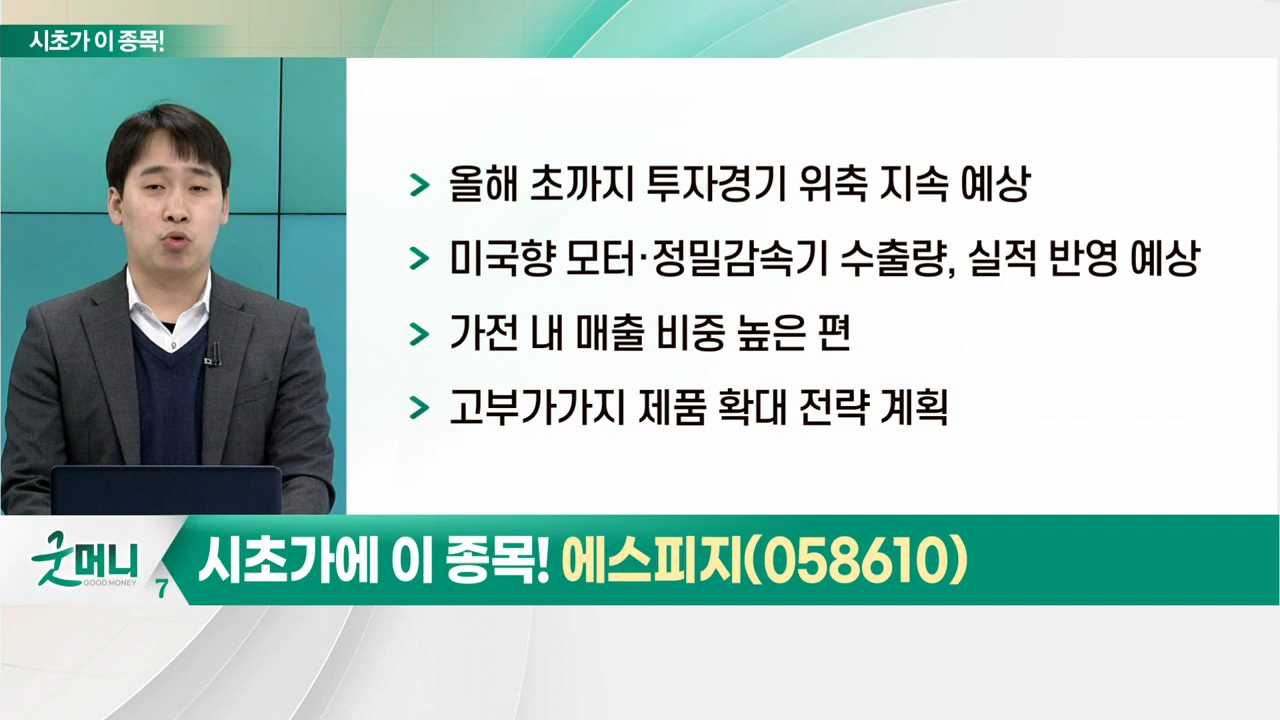 시초가 이 종목!
> 올해 초까지 투자경기 위축 지속 예상
> 미국향 모터·정밀감속기 수출량, 실적 반영 예상
> 가전 내 매출 비중 높은 편
> 고부가가지 제품 확대 전략 계획
굿머니
GOOD MONEY
7
시초가에 이 종목! 에스피지(058610)